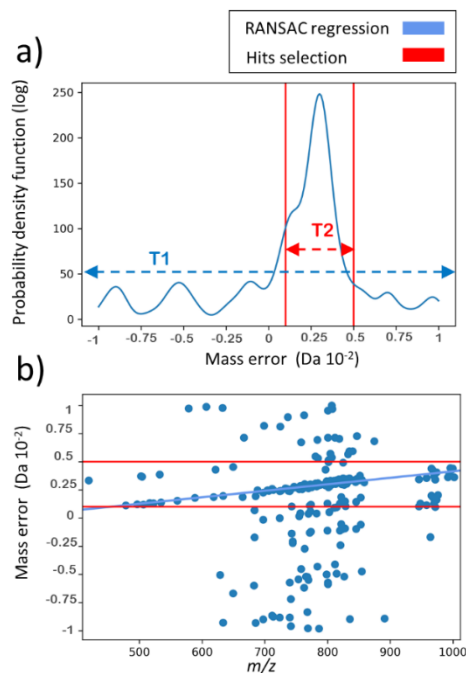 RANSAC regression
Hits selection
a)
Probability density function (log)
250
200
150
100
50
0
T1
T2
-1 -0.75 -0.5 -0.25 0 0.25 0.5 0.75 1
Mass error (Da 10-2)
b)
Mass error (Da 10-2)
1
0.75
0.5
0.25
0
-0.25
-0.5
-0.75
-1
500 600 700 800 900 1000
m/z